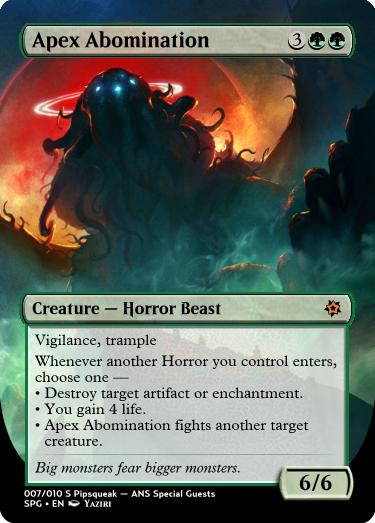 Apex Abomination 3
Creature — Horror Beast
Vigilance, trample
Whenever another Horror you control enters,
choose one —
• Destroy target artifact or enchantment.
• You gain 4 life.
• Apex Abomination fights another target
creature.
Big monsters fear bigger monsters.
6/6
007/010 S Pipsqueak — ANS Special Guests
SPG • EN Yaziri